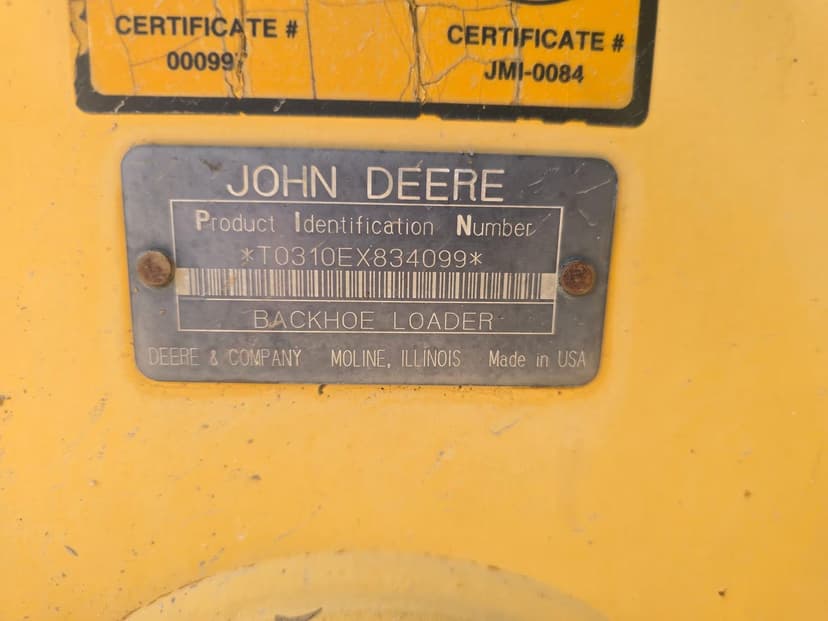 CERTIFICATE #
000997
CERTIFICATE #
JMI-0084
JOHN DEERE
Product Identification Number
*T0310EX834099*
BACKHOE LOADER
DEERE & COMPANY MOLINE, ILLINOIS Made in USA